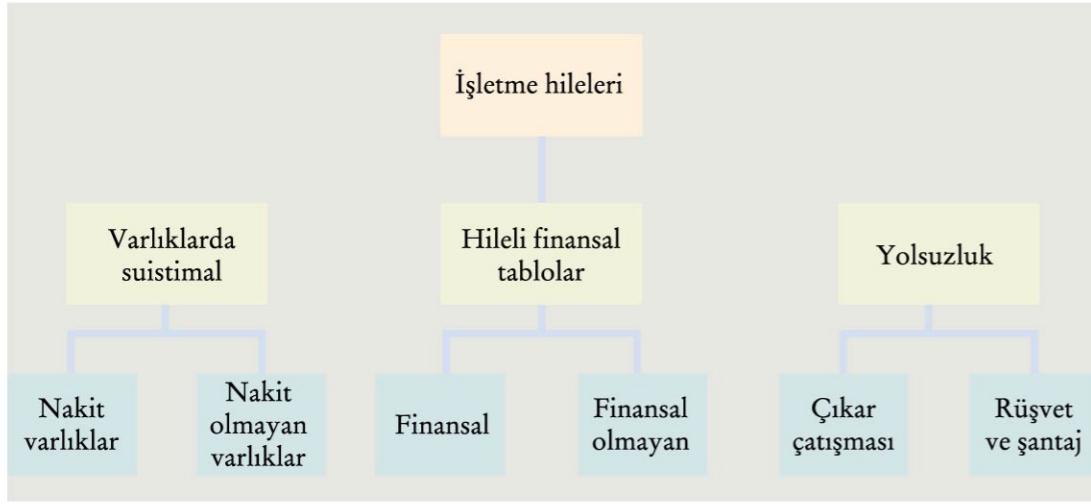 İşletme hileleri
Varlıklarda
suistimal
Hileli finansal
tablolar
Yolsuzluk
Nakit
varlıklar
Nakit
olmayan
varlıklar
Finansal
Finansal
olmayan
Çıkar
çatışması
Rüşvet
ve şantaj